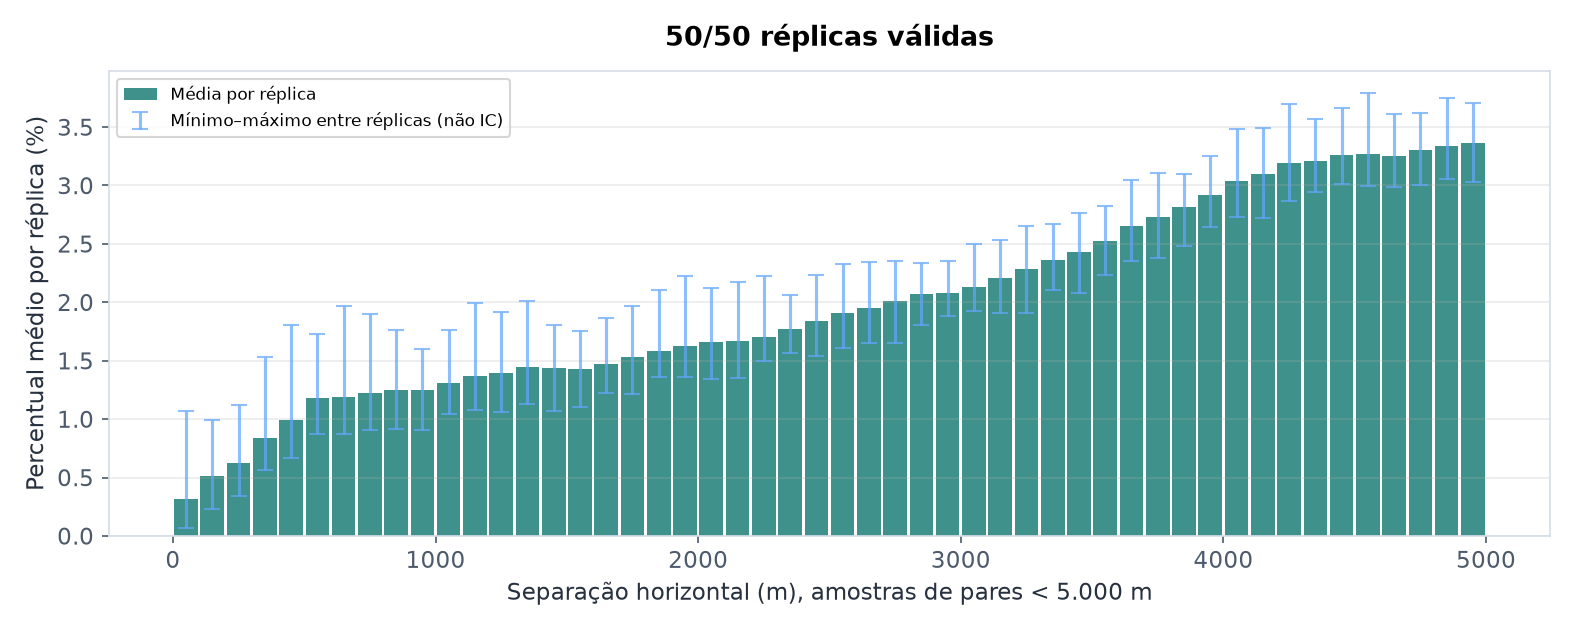 50/50 réplicas válidas
Média por réplica
Mínimo–máximo entre réplicas (não IC)
Percentual médio por réplica (%)
3.5
3.0
2.5
2.0
1.5
1.0
0.5
0.0
0 1000 2000 3000 4000 5000
Separação horizontal (m), amostras de pares < 5.000 m